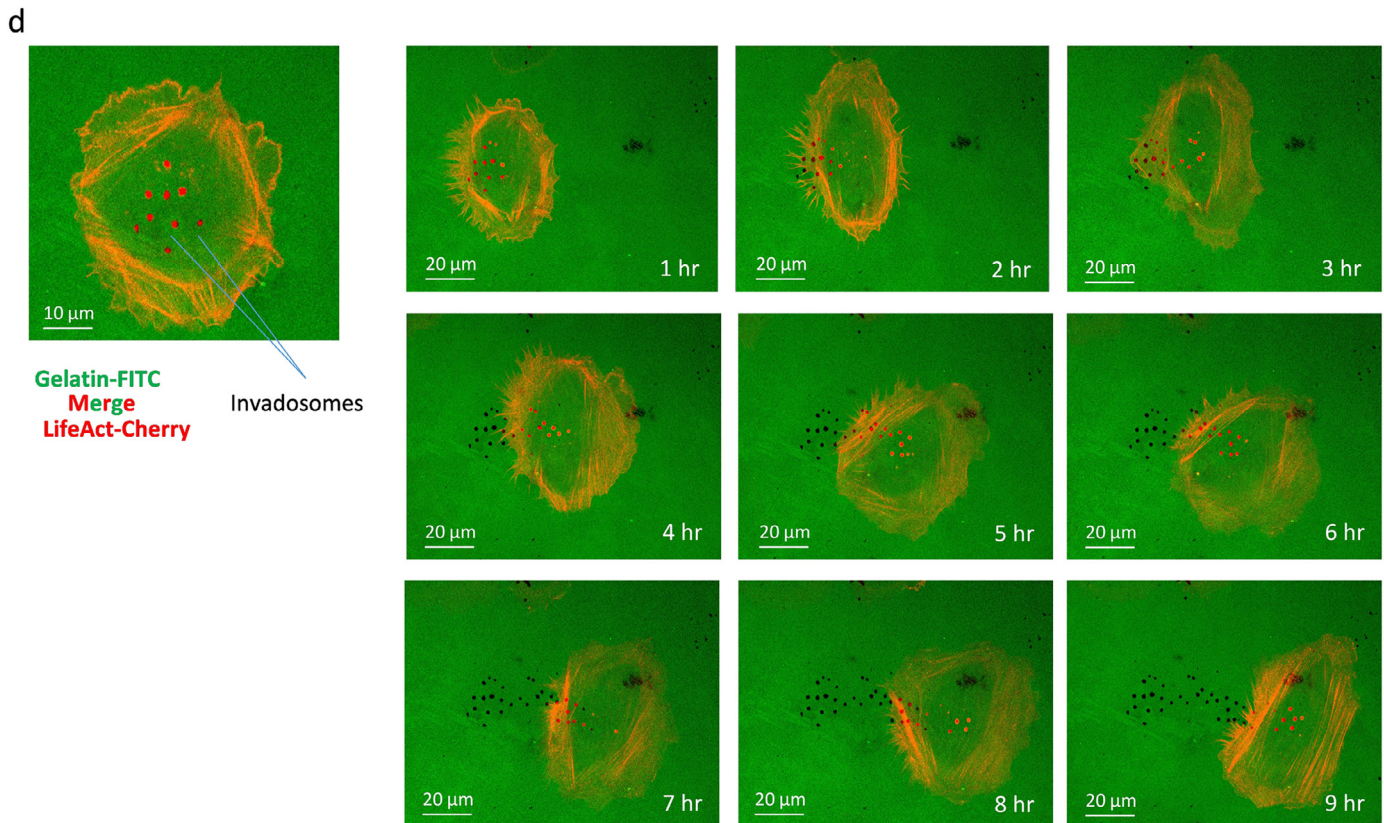 d
10 μm
Gelatin-FITC
Merge
LifeAct-Cherry
Invadosomes
20 μm
1 hr
20 μm
2 hr
20 μm
3 hr
20 μm
4 hr
20 μm
5 hr
20 μm
6 hr
20 μm
7 hr
20 μm
8 hr
20 μm
9 hr